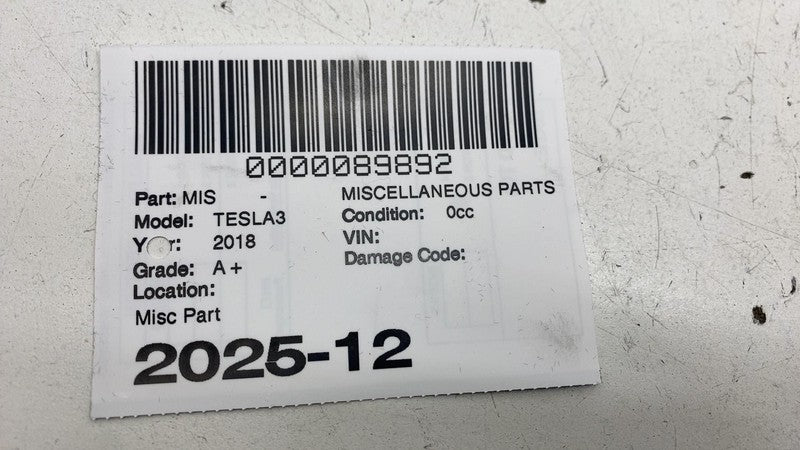 0000089892
Part: MIS - MISCELLANEOUS PARTS
Model: TESLA3 Condition: 0cc
Y r: 2018 VIN:
Grade: A + Damage Code:
Location:
Misc Part
2025-12